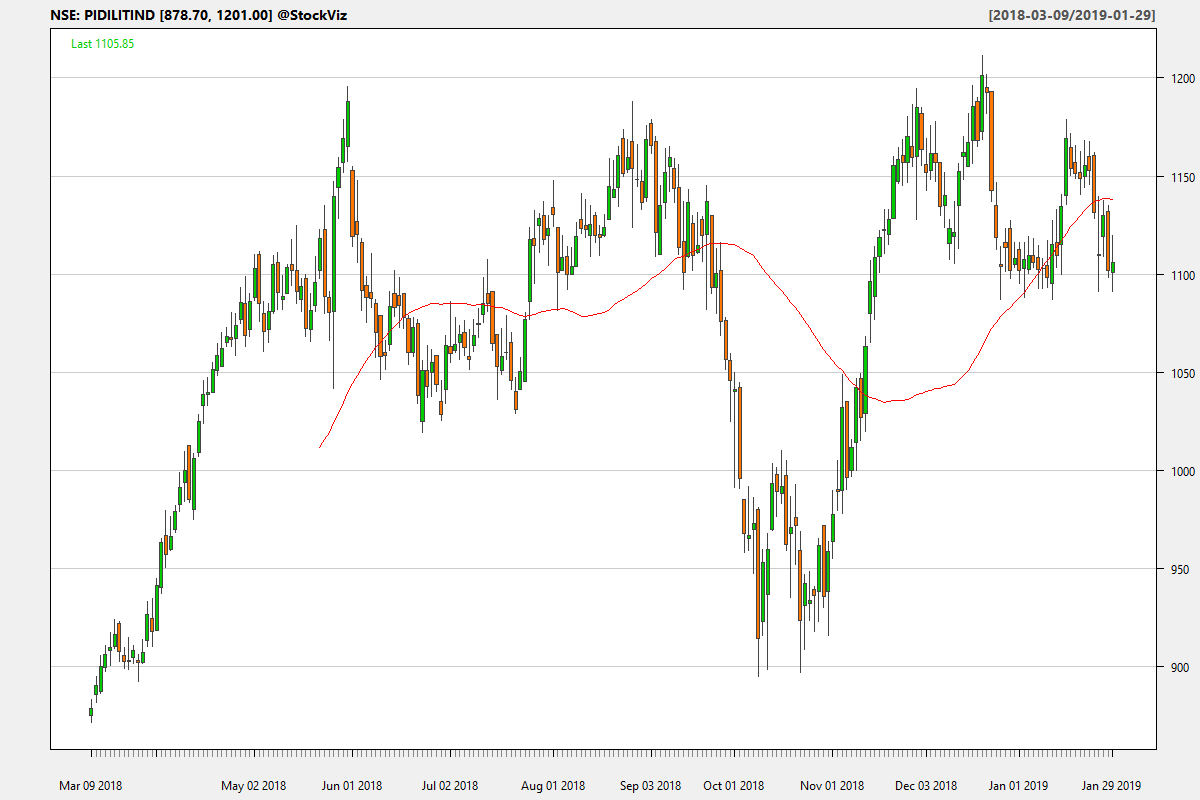 NSE: PIDILITIND [878.70, 1201.00] @StockViz
[2018-03-09/2019-01-29]
Last 1105.85
1200
1150
1100
1050
1000
950
900
Mar 09 2018
May 02 2018
Jun 01 2018
Jul 02 2018
Aug 01 2018
Sep 03 2018
Oct 01 2018
Nov 01 2018
Dec 03 2018
Jan 01 2019
Jan 29 2019